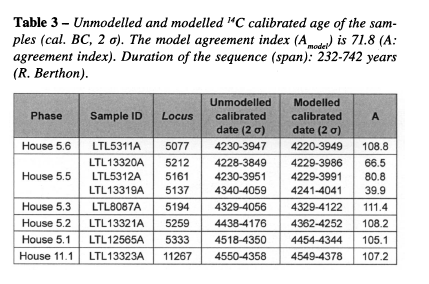 Table 3 – Unmodelled and modelled ¹⁴C calibrated age of the sam-
ples (cal. BC, 2 σ). The model agreement index (Amodel) is 71.8 (A:
agreement index). Duration of the sequence (span): 232-742 years
(R. Berthon).
Phase Sample ID Locus Unmodelled calibrated date (2 σ) Modelled calibrated date (2 σ) A
House 5.6 LTL5311A 5077 4230-3947 4220-3949 108.8
LTL13320A 5212 4228-3849 4229-3986 66.5
House 5.5 LTL5312A 5161 4230-3951 4229-3991 80.8
LTL13319A 5137 4340-4059 4241-4041 39.9
House 5.3 LTL8087A 5194 4329-4056 4329-4122 111.4
House 5.2 LTL13321A 5259 4438-4176 4362-4252 108.2
House 5.1 LTL12565A 5333 4518-4350 4454-4344 105.1
House 11.1 LTL13323A 11267 4550-4358 4549-4378 107.2